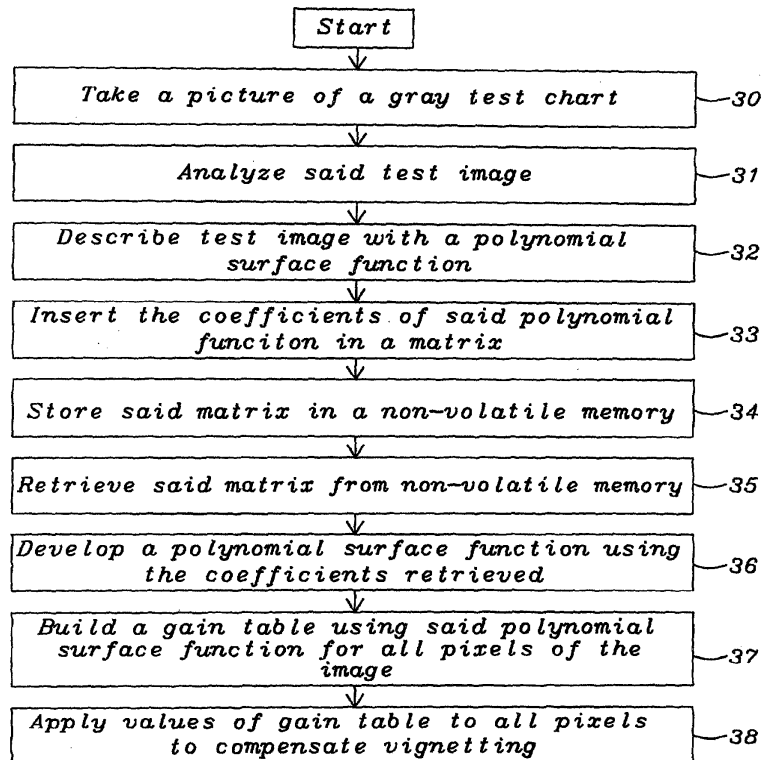 Start
Take a picture of a gray test chart
30
Analyze said test image
31
Describe test image with a polynomial
surface function
32
Insert the coefficients of said polynomial
funciton in a matrix
33
Store said matrix in a non-volatile memory
34
Retrieve said matrix from non-volatile memory
35
Develop a polynomial surface function using
the coefficients retrieved
36
Build a gain table using said polynomial
surface function for all pixels of the
image
37
Apply values of gain table to all pixels
to compensate vignetting
38